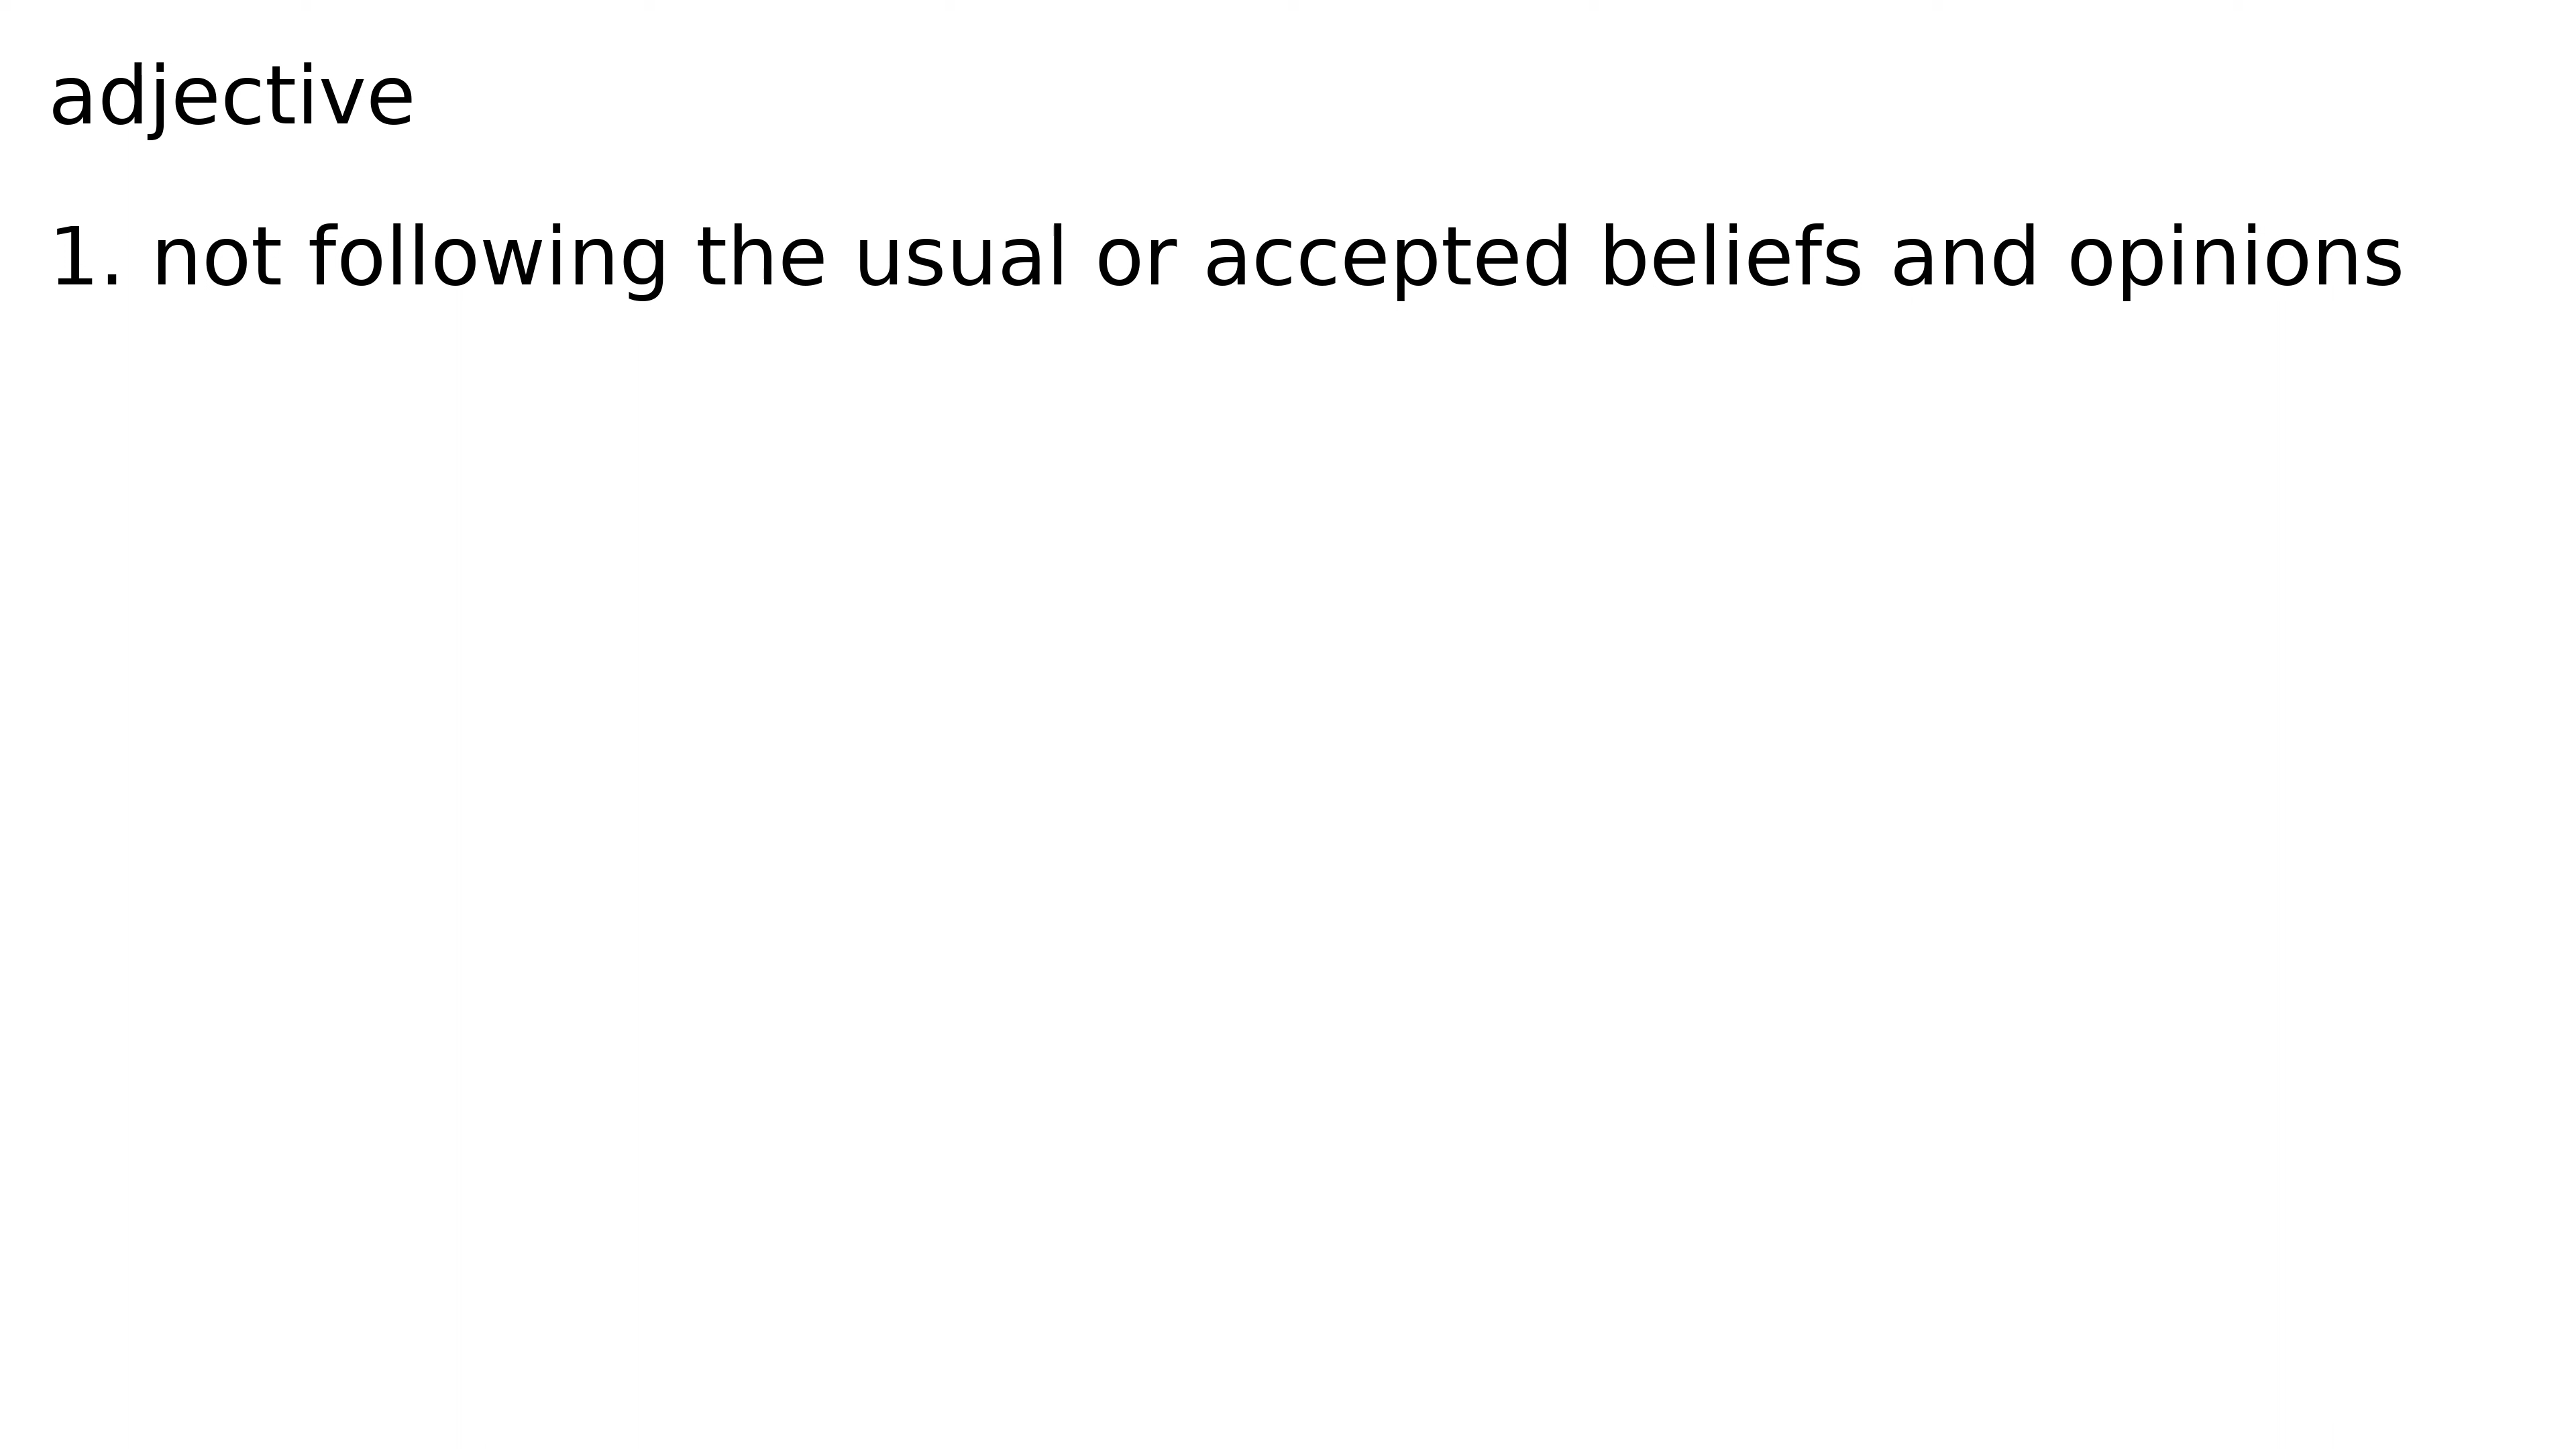 adjective
1. not following the usual or accepted beliefs and opinions